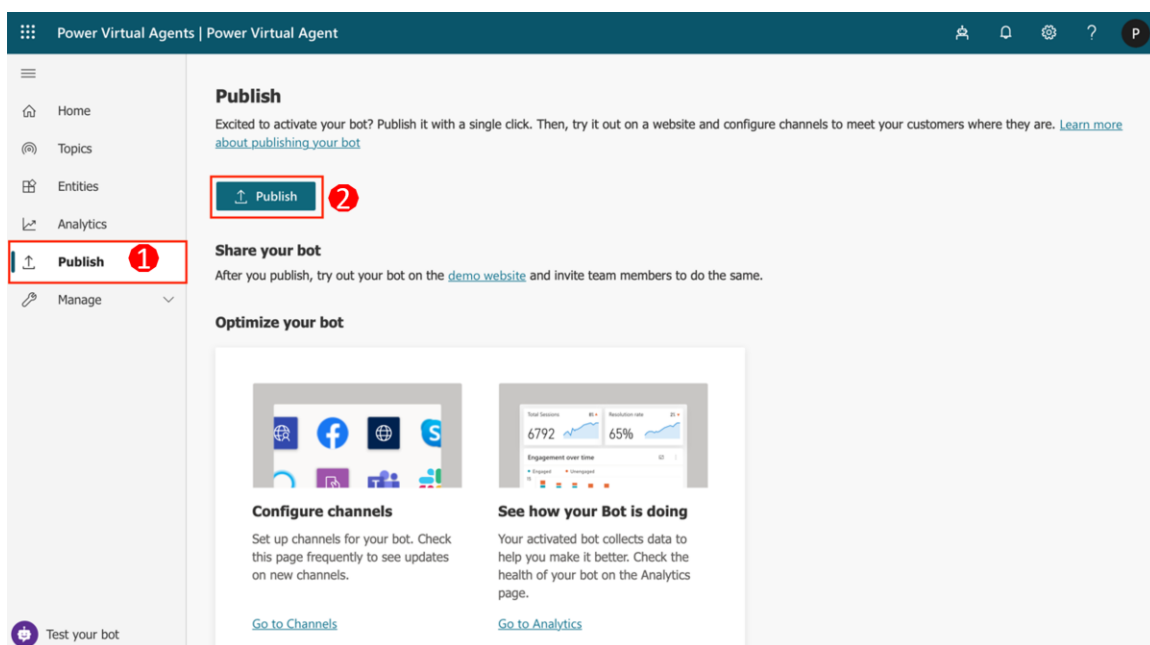 Power Virtual Agents | Power Virtual Agent
?
P
Home
Topics
Entities
Analytics
Publish
1
Manage
Test your bot
Publish
Excited to activate your bot? Publish it with a single click. Then, try it out on a website and configure channels to meet your customers where they are. Learn more
about publishing your bot
Publish
2
Share your bot
After you publish, try out your bot on the demo website and invite team members to do the same.
Optimize your bot
S
Configure channels
Set up channels for your bot. Check
this page frequently to see updates
on new channels.
Go to Channels
Total Sessions
Resolution rate
6792
65%
Engagement over time
Engaged
Unengaged
See how your Bot is doing
Your activated bot collects data to
help you make it better. Check the
health of your bot on the Analytics
page.
Go to Analytics